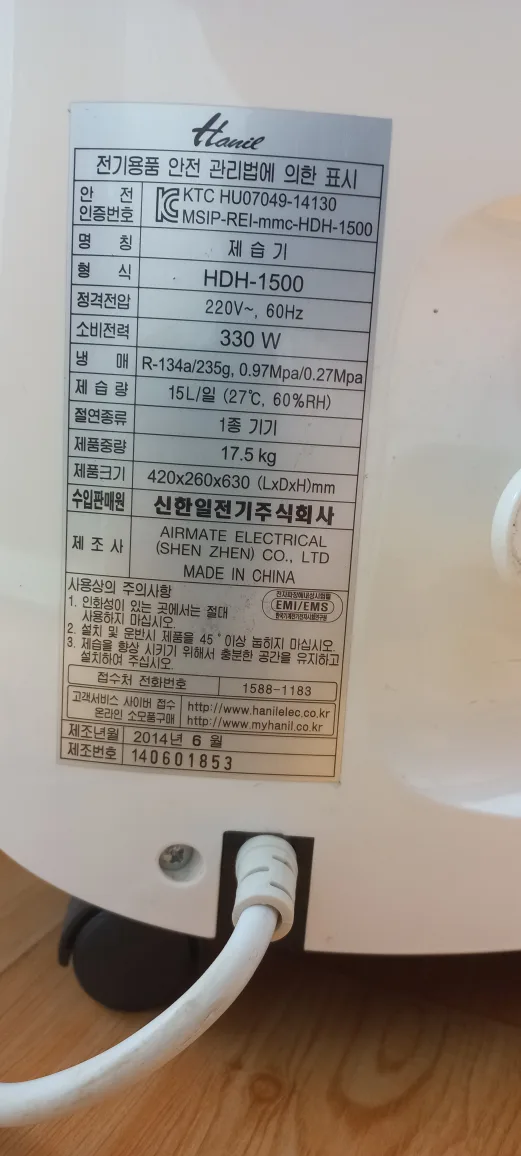 Hanil
전기용품 안전 관리법에 의한 표시
안 전 인증번호 KTC HU07049-14130
MSIP-REI-mmc-HDH-1500
명 칭 제 습 기
형 식 HDH-1500
정격전압 220V~, 60Hz
소비전력 330 W
냉 매 R-134a/235g, 0.97Mpa/0.27Mpa
제 습 량 15L/일 (27℃, 60%RH)
절연종류 1종 기기
제품중량 17.5 kg
제품크기 420x260x630 (LxDxH)mm
수입판매원 신한일전기주식회사
제 조 사 AIRMATE ELECTRICAL
(SHEN ZHEN) CO., LTD
MADE IN CHINA
사용상의 주의사항
1. 인화성이 있는 곳에서는 절대
사용하지 마십시오.
2. 설치 및 운반시 제품을 45˚이상 눕히지 마십시오.
3. 제습을 향상 시키기 위해서 충분한 공간을 유지하고
설치하여 주십시오.
전자파장해내성시험필
EMI/EMS
접수처 전화번호 1588-1183
고객서비스 사이버 접수 http://www.hanilelec.co.kr
온라인 소모품구매 http://www.myhanil.co.kr
제조년월 2014년 6 월
제조번호 140601853